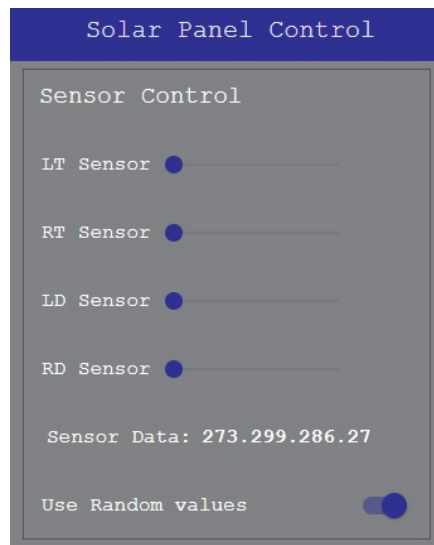 Solar Panel Control
Sensor Control
LT Sensor
RT Sensor
LD Sensor
RD Sensor
Sensor Data: 273.299.286.27
Use Random values